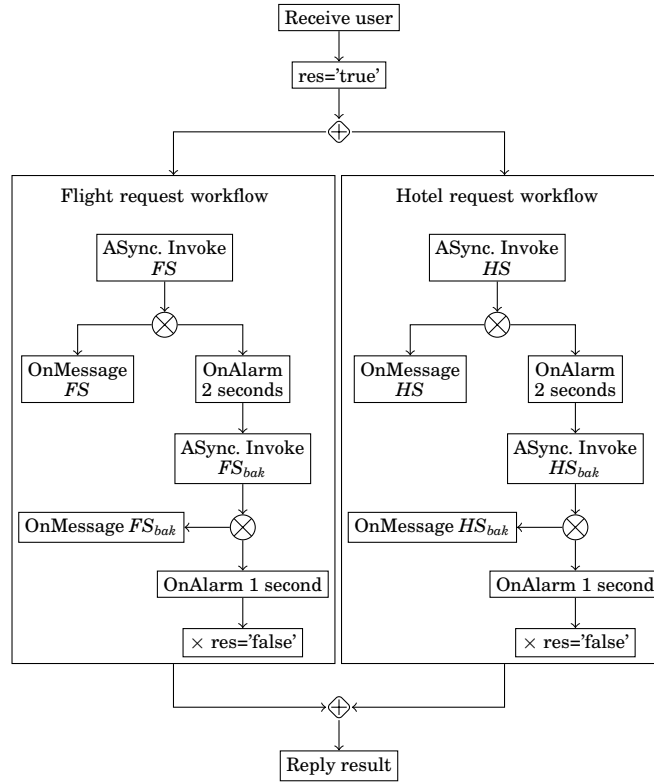 Receive user
res='true'
Flight request workflow
ASync. Invoke
FS
OnMessage
FS
OnAlarm
2 seconds
ASync. Invoke
FSbak
OnMessage FSbak
OnAlarm 1 second
× res='false'
Hotel request workflow
ASync. Invoke
HS
OnMessage
HS
OnAlarm
2 seconds
ASync. Invoke
HSbak
OnMessage HSbak
OnAlarm 1 second
× res='false'
Reply result